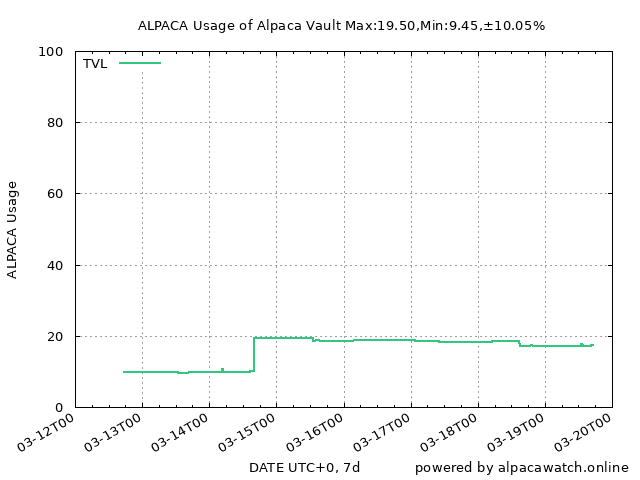 ALPACA Usage of Alpaca Vault Max:19.50,Min:9.45,±10.05%
TVL
ALPACA Usage
100
80
60
40
20
0
03-12T00
03-13T00
03-14T00
03-15T00
03-16T00
03-17T00
03-18T00
03-19T00
03-20T00
DATE UTC+0, 7d
powered by alpacawatch.online